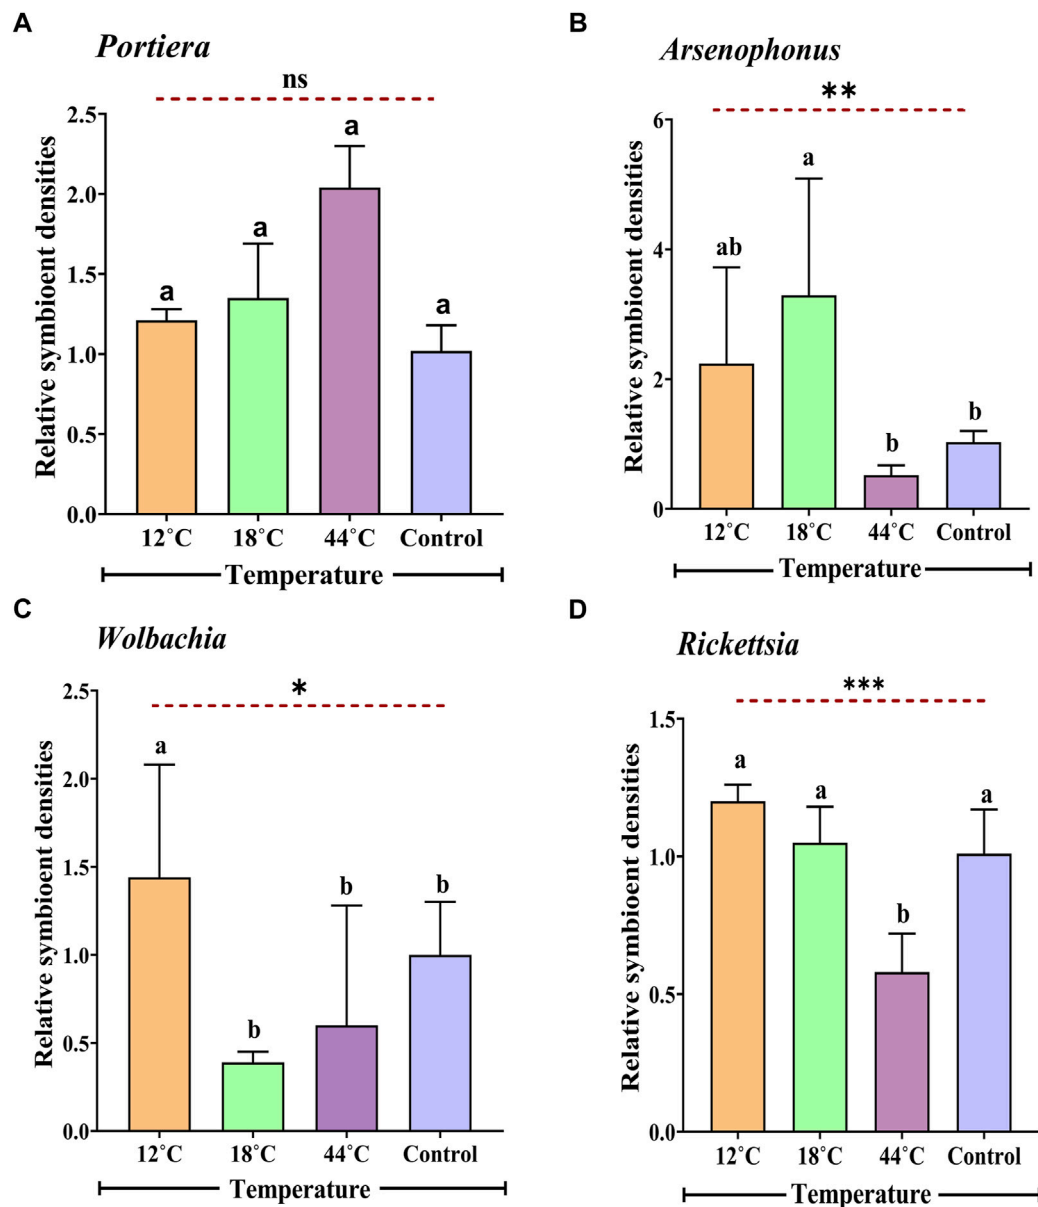 A
Portiera
ns
2.5
2.0
1.5
1.0
0.5
0.0
Relative symbioent densities
a
a
a
a
12˚C 18˚C 44˚C Control
Temperature
B
Arsenophonus
**
6
4
2
0
Relative symbioent densities
ab
a
b
b
12˚C 18˚C 44˚C Control
Temperature
C
Wolbachia
*
2.5
2.0
1.5
1.0
0.5
0.0
Relative symbioent densities
a
b
b
b
12˚C 18˚C 44˚C Control
Temperature
D
Rickettsia
***
1.5
1.0
0.5
0.0
Relative symbioent densities
a
a
b
a
12˚C 18˚C 44˚C Control
Temperature